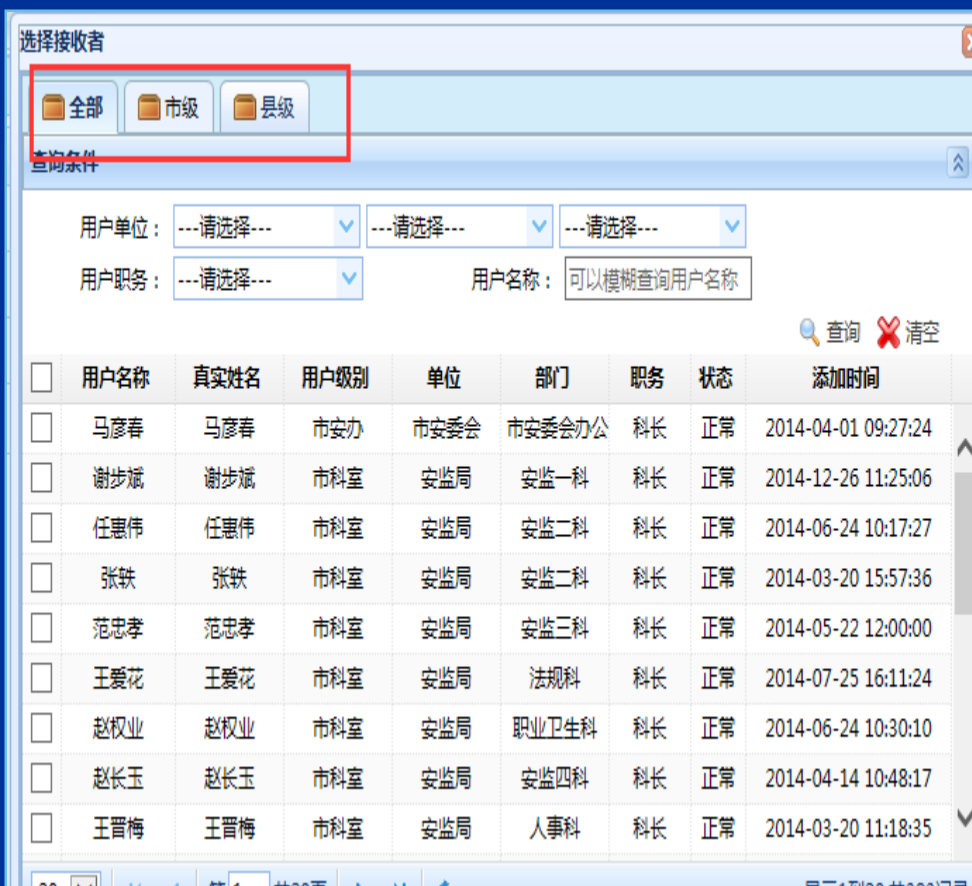 选择接收者
全部 市级 县级
查询条件
用户单位： ---请选择--- ---请选择--- ---请选择---
用户职务： ---请选择--- 用户名称： 可以模糊查询用户名称
查询 清空
用户名称 真实姓名 用户级别 单位 部门 职务 状态 添加时间
马彦春 马彦春 市安办 市安委会 市安委会办公 科长 正常 2014-04-01 09:27:24
谢步斌 谢步斌 市科室 安监局 安监一科 科长 正常 2014-12-26 11:25:06
任惠伟 任惠伟 市科室 安监局 安监二科 科长 正常 2014-06-24 10:17:27
张轶 张轶 市科室 安监局 安监二科 科长 正常 2014-03-20 15:57:36
范忠孝 范忠孝 市科室 安监局 安监三科 科长 正常 2014-05-22 12:00:00
王爱花 王爱花 市科室 安监局 法规科 科长 正常 2014-07-25 16:11:24
赵权业 赵权业 市科室 安监局 职业卫生科 科长 正常 2014-06-24 10:30:10
赵长玉 赵长玉 市科室 安监局 安监四科 科长 正常 2014-04-14 10:48:17
王晋梅 王晋梅 市科室 安监局 人事科 科长 正常 2014-03-20 11:18:35